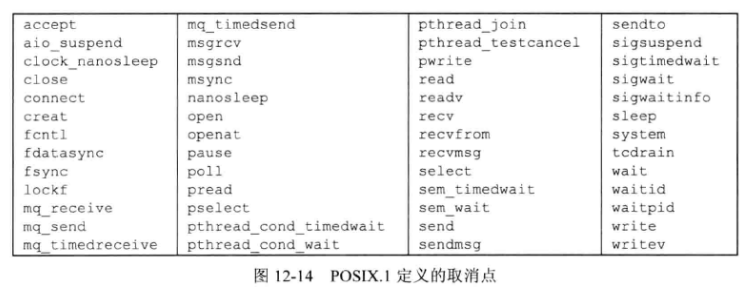 accept mq_timedsend pthread_join sendto
aio_suspend msgrcv pthread_testcancel sigsuspend
clock_nanosleep msgsnd pwrite sigtimedwait
close msync read sigwait
connect nanosleep readv sigwaitinfo
creat open recv sleep
fcntl openat recvfrom system
fdatasync pause recvmsg tcdrain
fsync poll select wait
lockf pread sem_timedwait waitid
mq_receive pselect sem_wait waitpid
mq_send pthread_cond_timedwait send write
mq_timedreceive pthread_cond_wait sendmsg writev
图 12-14 POSIX.1 定义的取消点